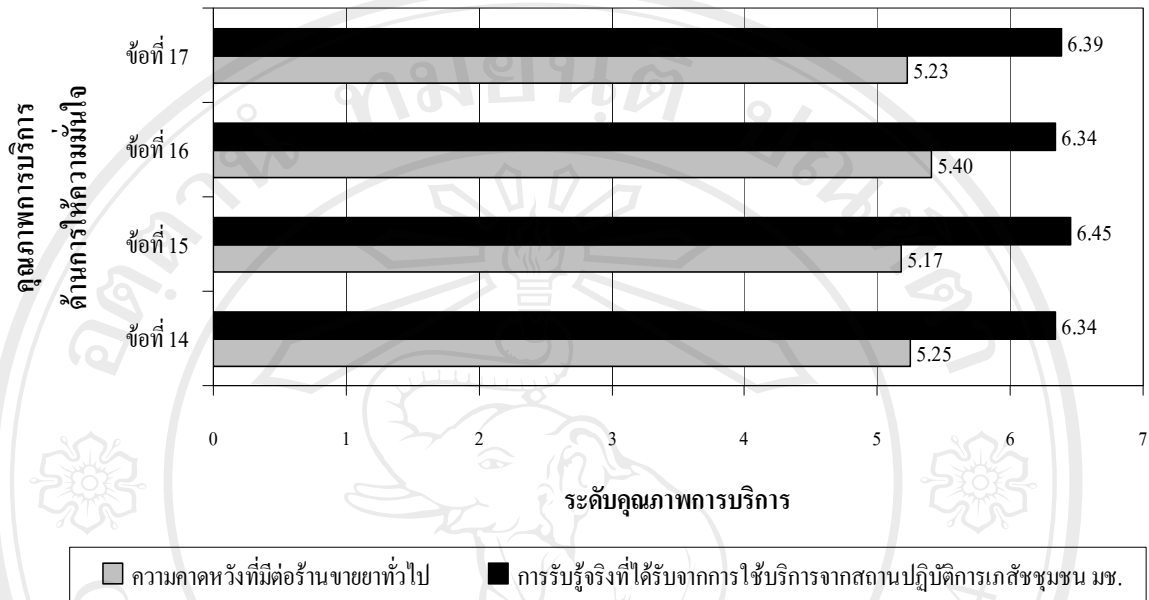 คุณภาพการบริการ
ด้านการให้ความมั่นใจ
ข้อที่ 17
6.39
5.23
ข้อที่ 16
6.34
5.40
ข้อที่ 15
6.45
5.17
ข้อที่ 14
6.34
5.25
0 1 2 3 4 5 6 7
ระดับคุณภาพการบริการ
ความคาดหวังที่มีต่อร้านขายยาทั่วไป การรับรู้จริงที่ได้รับจากการใช้บริการจากสถานปฏิบัติการเภสัชชุมชน มช.